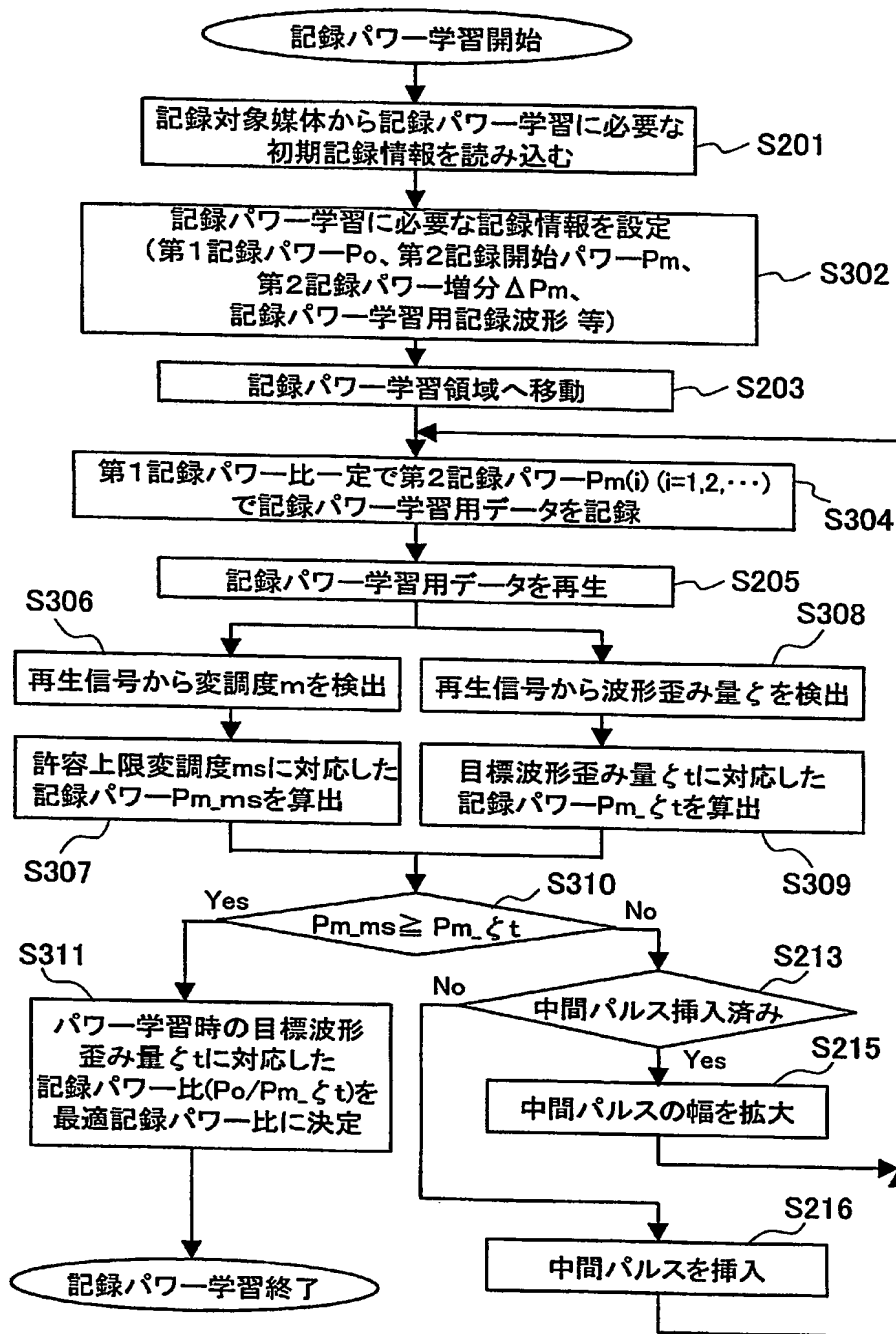 記録パワー学習開始
記録対象媒体から記録パワー学習に必要な
初期記録情報を読み込む
S201
記録パワー学習に必要な記録情報を設定
(第1記録パワーPo、第2記録開始パワーPm、
第2記録パワー増分ΔPm、
記録パワー学習用記録波形 等)
S302
記録パワー学習領域へ移動
S203
第1記録パワー比一定で第2記録パワーPm(i) (i=1,2,・・・)
で記録パワー学習用データを記録
S304
記録パワー学習用データを再生
S205
S306
再生信号から変調度mを検出
S308
再生信号から波形歪み量ζを検出
許容上限変調度msに対応した
記録パワーPm_msを算出
S307
目標波形歪み量ζtに対応した
記録パワーPm_ζtを算出
S309
S310
Yes
Pm_ms≧ Pm_ζt
No
S311
パワー学習時の目標波形
歪み量ζtに対応した
記録パワー比(Po/Pm_ζt)を
最適記録パワー比に決定
S213
No
中間パルス挿入済み
Yes
S215
中間パルスの幅を拡大
S216
中間パルスを挿入
記録パワー学習終了